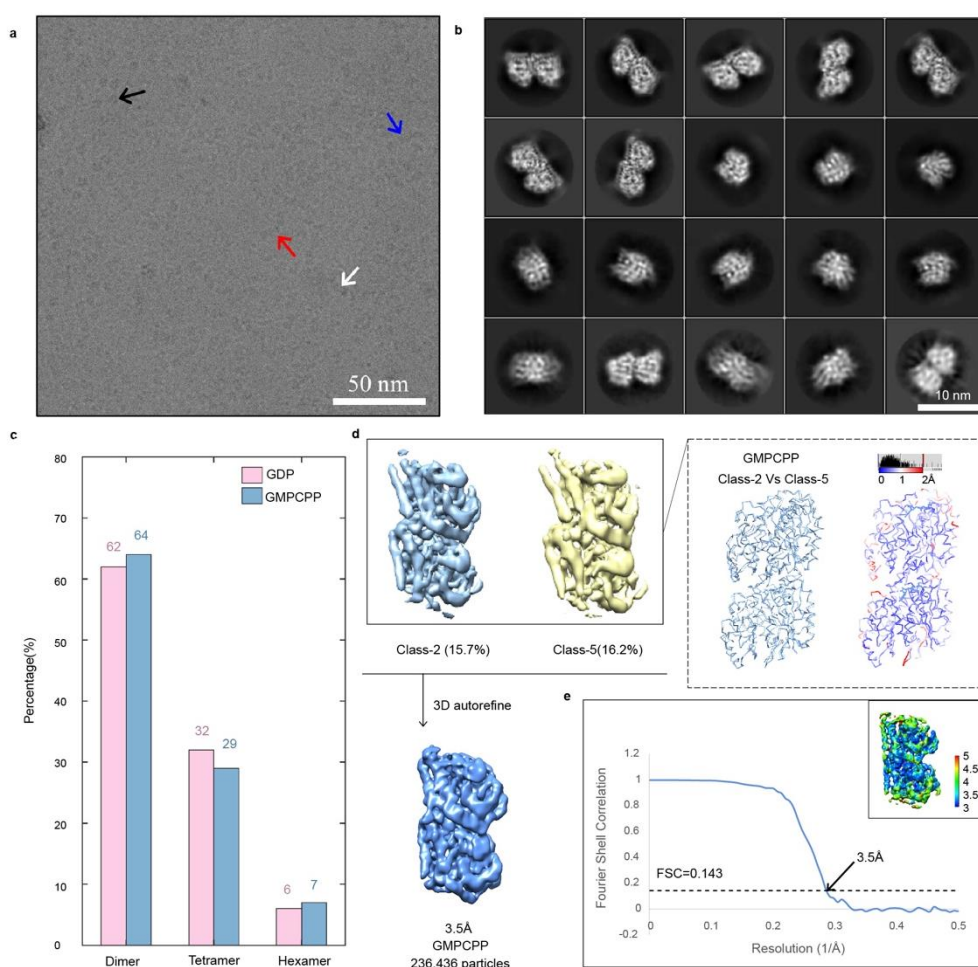 a
50 nm
b
10 nm
c
80
70
60
50
40
30
20
10
0
Percentage(%)
GDP
GMPCPP
62
64
32
29
6
7
Dimer
Tetramer
Hexamer
d
Class-2 (15.7%)
Class-5(16.2%)
3D autorefine
3.5Å
GMPCPP
236,436 particles
GMPCPP
Class-2 Vs Class-5
0 1 2Å
e
1.2
1
0.8
0.6
0.4
0.2
0
-0.2
Fourier Shell Correlation
FSC=0.143
3.5Å
0 0.1 0.2 0.3 0.4 0.5
Resolution (1/Å)
5
4.5
4
3.5
3